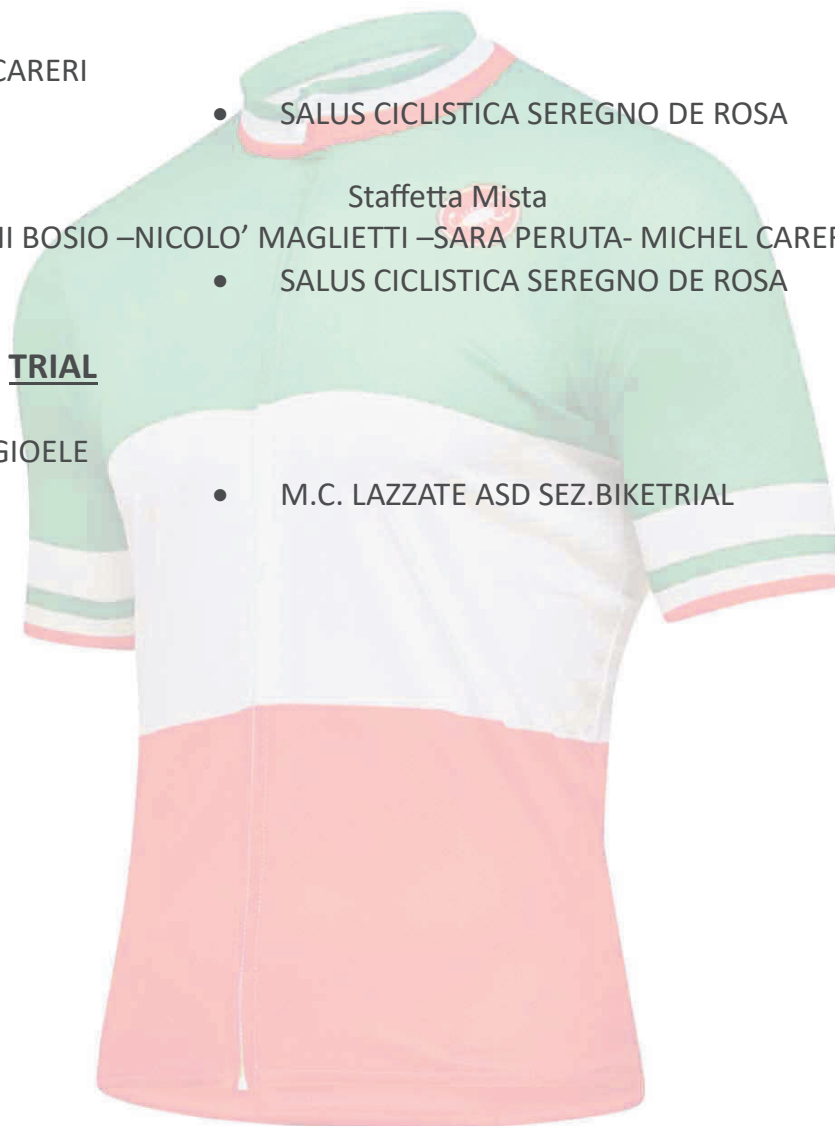 CARERI
• SALUS CICLISTICA SEREGNO DE ROSA
Staffetta Mista
BOSIO –NICOLO’ MAGLIETTI –SARA PERUTA- MICHEL CARER
• SALUS CICLISTICA SEREGNO DE ROSA
TRIAL
GIOELE
• M.C. LAZZATE ASD SEZ.BIKETRIAL